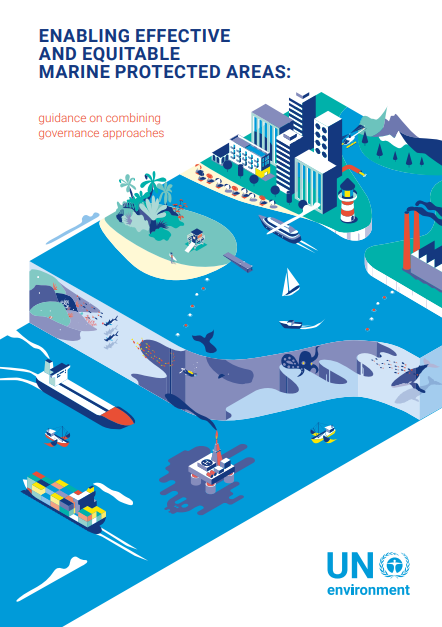 ENABLING EFFECTIVE
AND EQUITABLE
MARINE PROTECTED AREAS:
guidance on combining
governance approaches
UN
environment